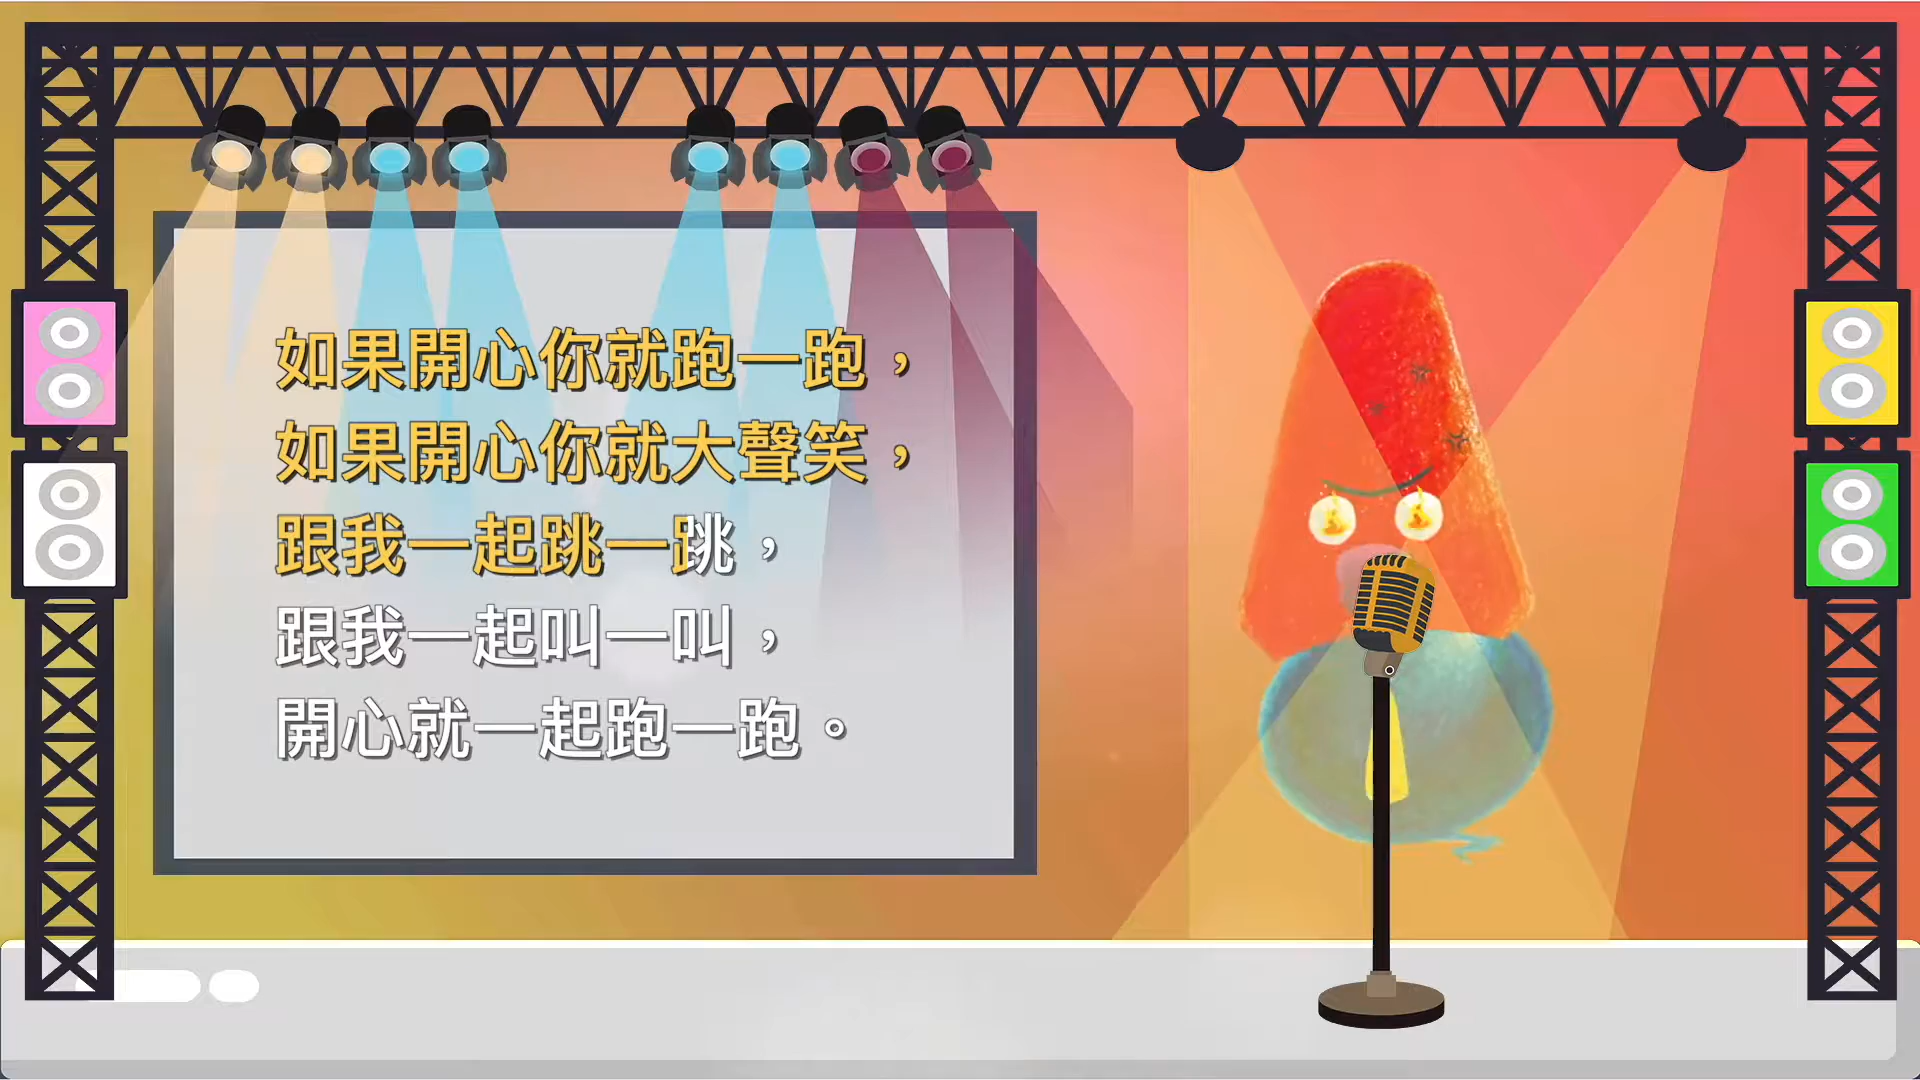 如果開心你就跑一跑，
如果開心你就大聲笑，
跟我一起跳一跳，
跟我一起叫一叫，
開心就一起跑一跑。